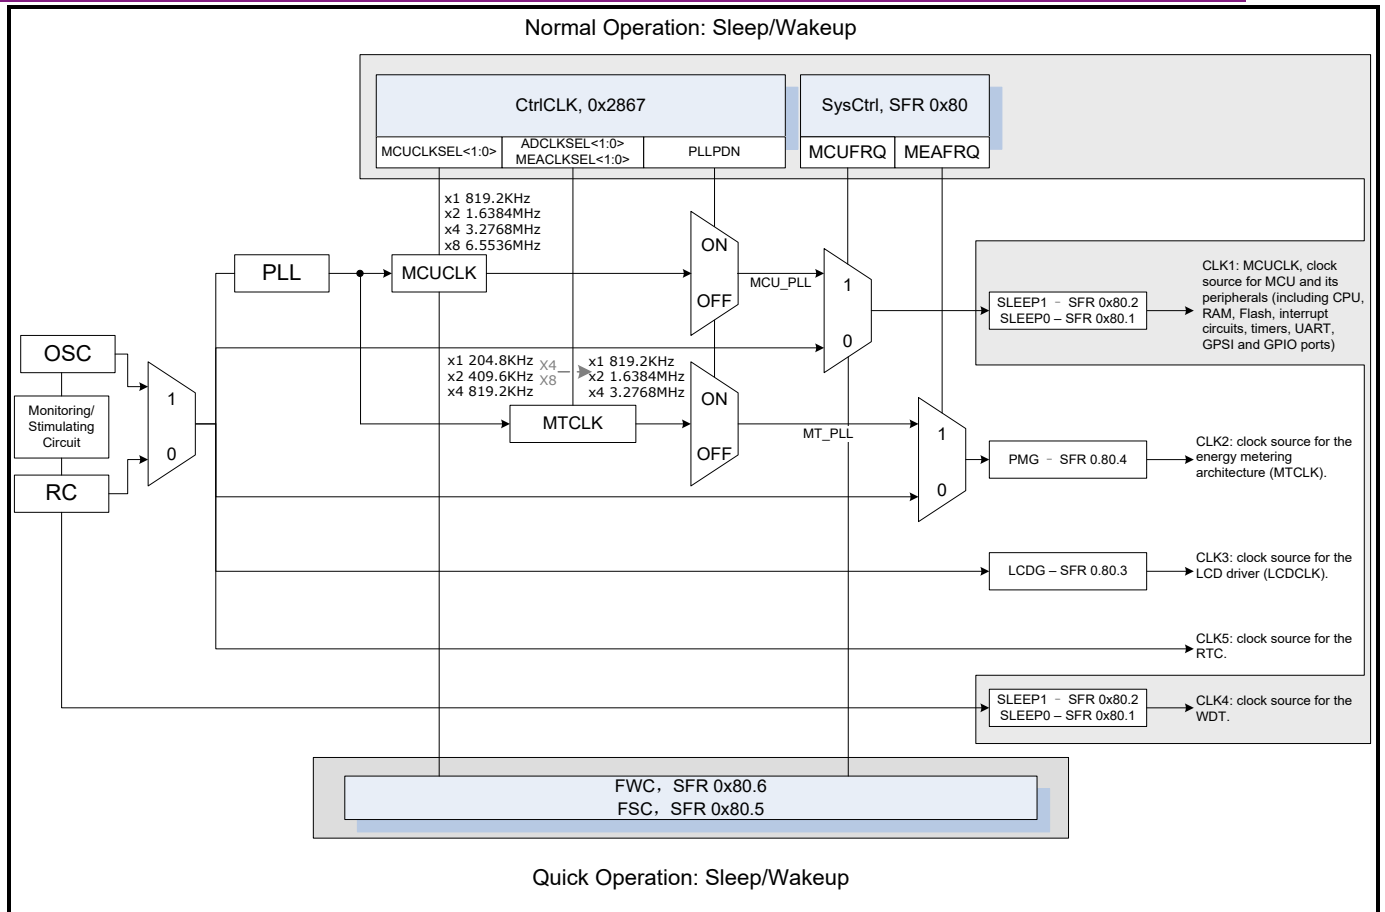 Normal Operation: Sleep/Wakeup
CtrlCLK, 0x2867
SysCtrl, SFR 0x80
MCUCLKSEL<1:0>
ADCLKSEL<1:0>
MEACLKSEL<1:0>
PLLPDN
MCUFRQ
MEAFRQ
x1 819.2KHz
x2 1.6384MHz
x4 3.2768MHz
x8 6.5536MHz
PLL
MCUCLK
ON
OFF
MCU_PLL
1
0
SLEEP1 - SFR 0x80.2
SLEEP0 – SFR 0x80.1
CLK1: MCUCLK, clock
source for MCU and its
peripherals (including CPU,
RAM, Flash, interrupt
circuits, timers, UART,
GPSI and GPIO ports)
OSC
Monitoring/
Stimulating
Circuit
RC
1
0
x1 204.8KHz
x2 409.6KHz
x4 819.2KHz
X4
X8
x1 819.2KHz
x2 1.6384MHz
x4 3.2768MHz
MTCLK
ON
OFF
MT_PLL
1
0
PMG - SFR 0.80.4
CLK2: clock source for the
energy metering
architecture (MTCLK).
LCDG – SFR 0.80.3
CLK3: clock source for the
LCD driver (LCDCLK).
CLK5: clock source for the
RTC.
SLEEP1 - SFR 0x80.2
SLEEP0 – SFR 0x80.1
CLK4: clock source for the
WDT.
FWC，SFR 0x80.6
FSC，SFR 0x80.5
Quick Operation: Sleep/Wakeup